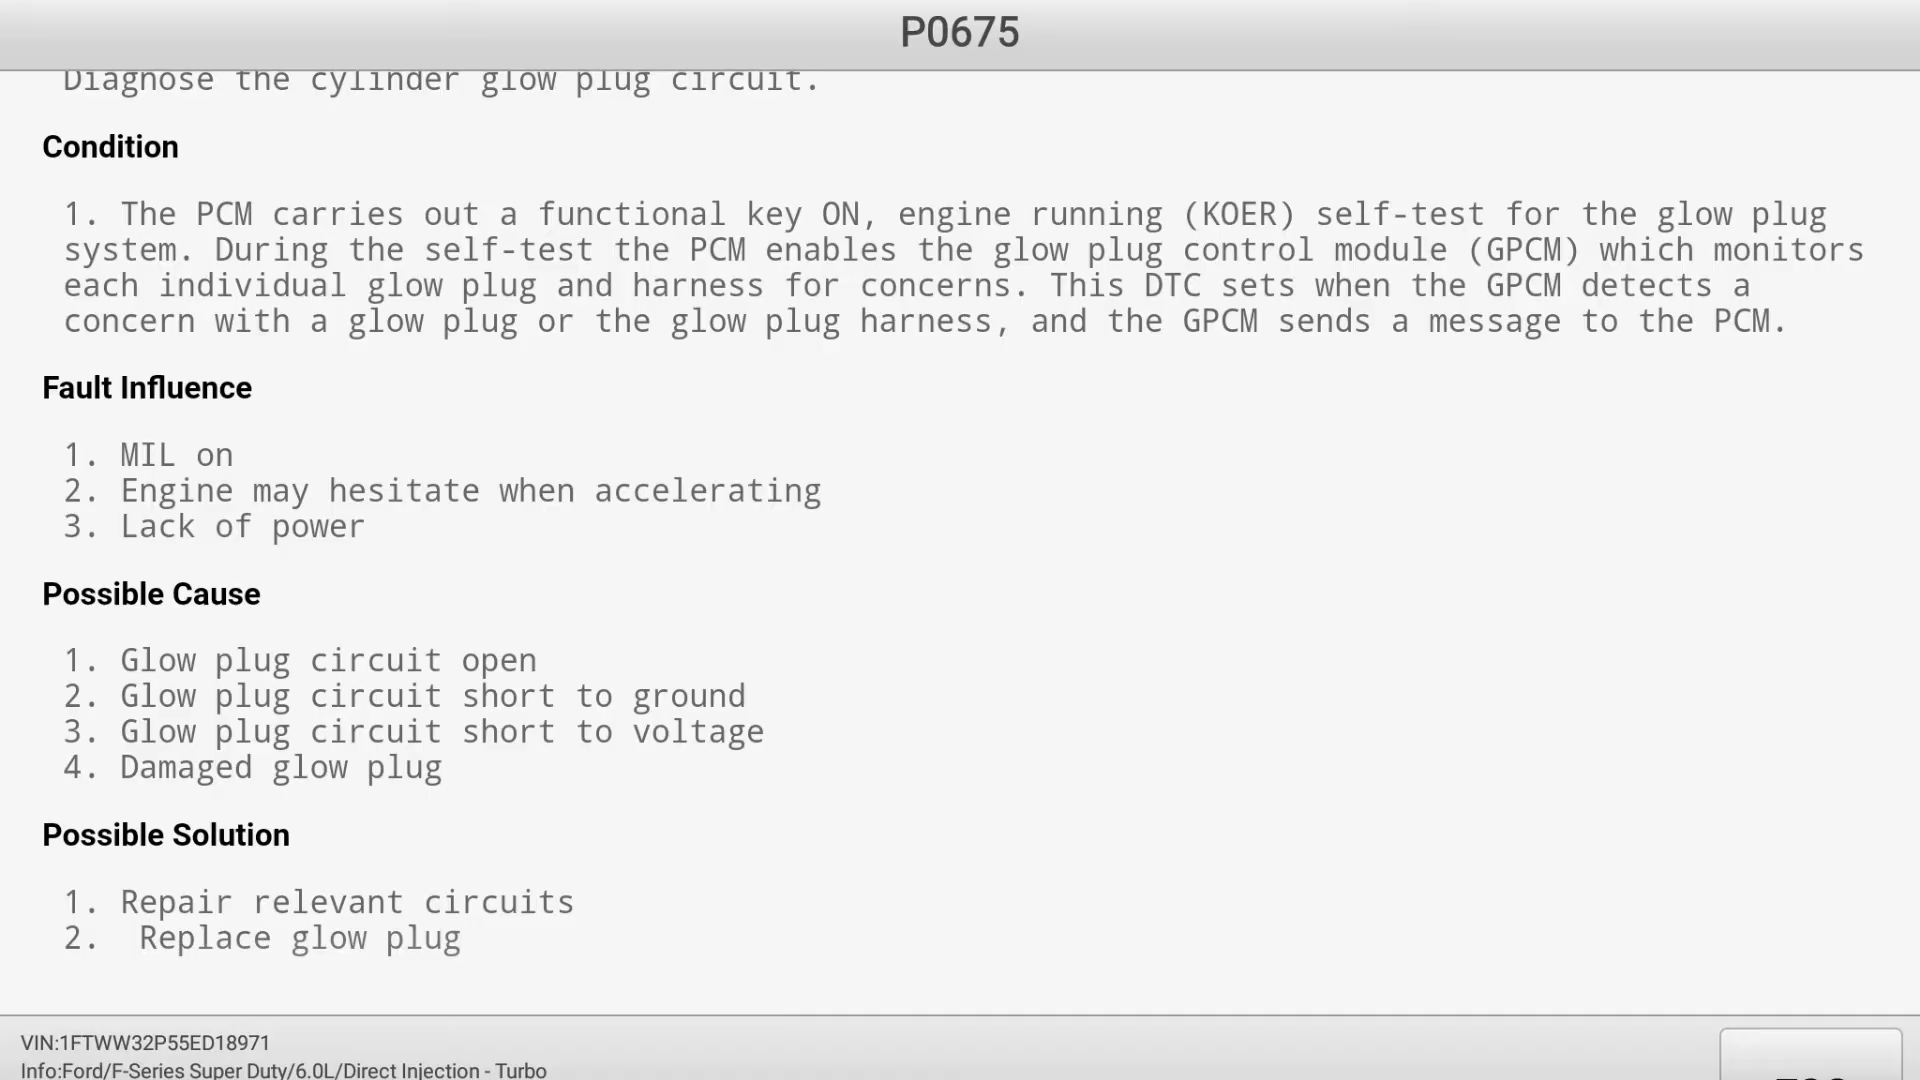 P0675
Diagnose the cylinder glow plug circuit.
Condition
1. The PCM carries out a functional key ON, engine running (KOER) self-test for the glow plug
system. During the self-test the PCM enables the glow plug control module (GPCM) which monitors
each individual glow plug and harness for concerns. This DTC sets when the GPCM detects a
concern with a glow plug or the glow plug harness, and the GPCM sends a message to the PCM.
Fault Influence
1. MIL on
2. Engine may hesitate when accelerating
3. Lack of power
Possible Cause
1. Glow plug circuit open
2. Glow plug circuit short to ground
3. Glow plug circuit short to voltage
4. Damaged glow plug
Possible Solution
1. Repair relevant circuits
2. Replace glow plug
VIN:1FTWW32P55ED18971
Info:Ford/F-Series Super Duty/6.0L/Direct Injection - Turbo